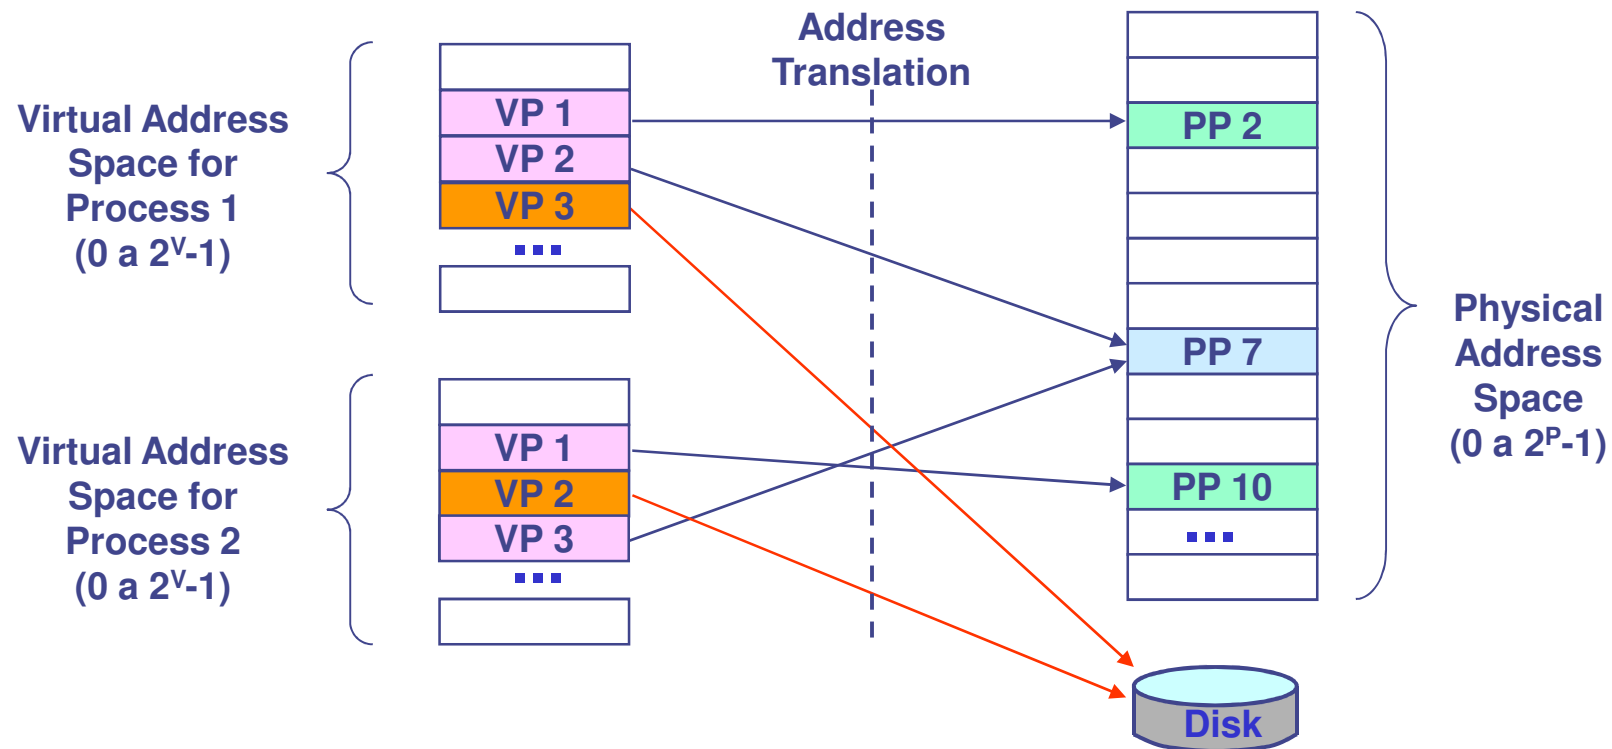 Address
Translation
Virtual Address
Space for
Process 1
(0 a 2ⱽ-1)
VP 1
VP 2
VP 3
...
PP 2
PP 7
PP 10
...
Physical
Address
Space
(0 a 2ᴾ-1)
Virtual Address
Space for
Process 2
(0 a 2ⱽ-1)
VP 1
VP 2
VP 3
...
Disk